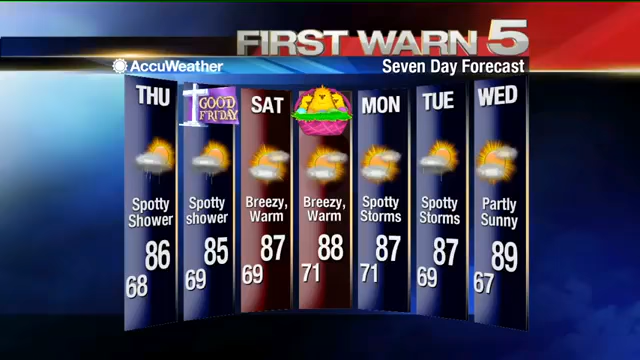 FIRST WARN 5
AccuWeather
Seven Day Forecast
THU
Spotty
Shower
86
68
GOOD
FRIDAY
Spotty
shower
85
69
SAT
Breezy,
Warm
87
69
Breezy,
Warm
88
71
MON
Spotty
Storms
87
71
TUE
Spotty
Storms
87
69
WED
Partly
Sunny
89
67